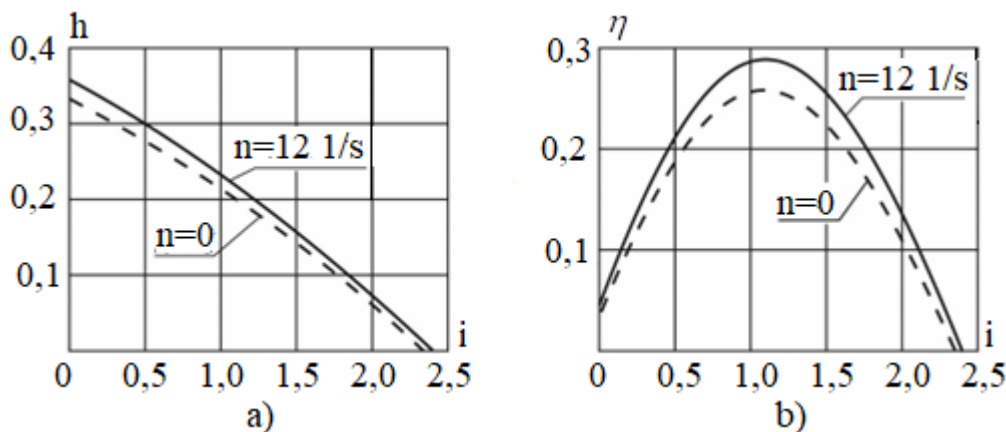 h
0,4
0,3
0,2
0,1
n=12 1/s
n=0
i
0 0,5 1,0 1,5 2,0 2,5
a)
η
0,3
0,2
0,1
n=12 1/s
n=0
i
0 0,5 1,0 1,5 2,0 2,5
b)